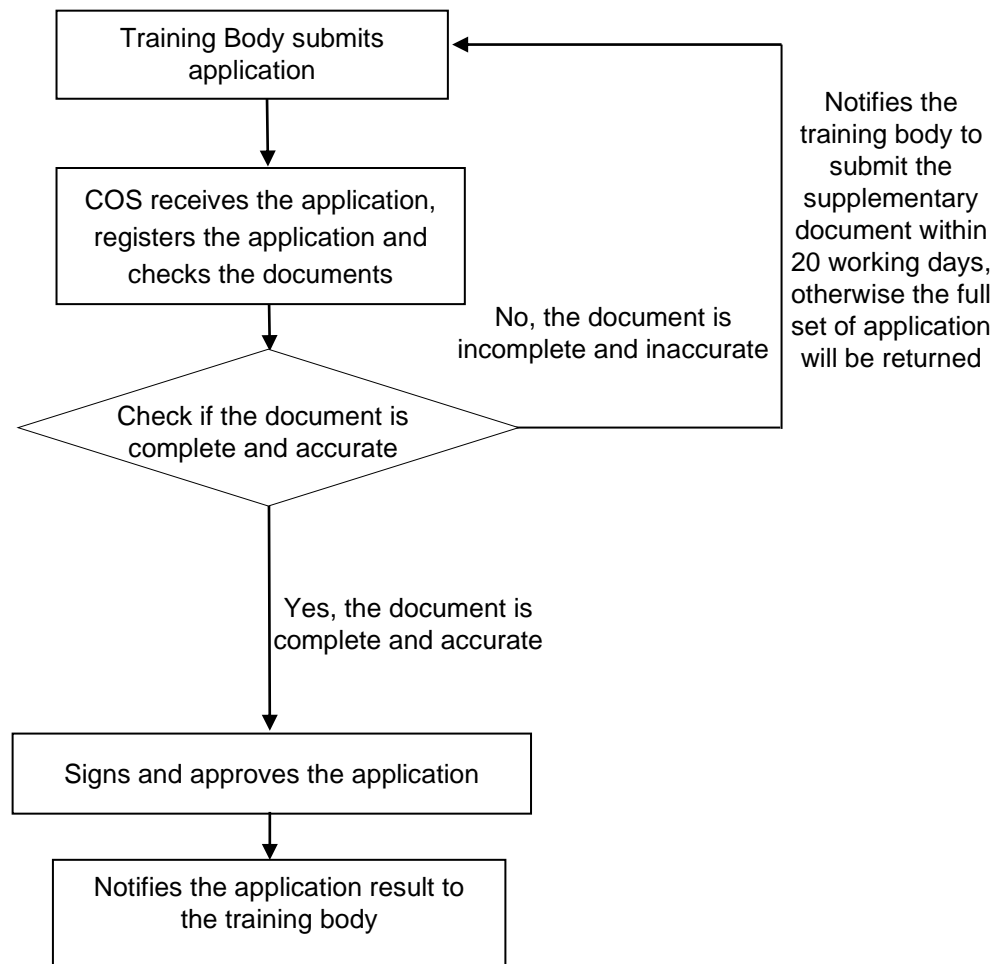 Training Body submits
application
COS receives the application,
registers the application and
checks the documents
Check if the document is
complete and accurate
No, the document is
incomplete and inaccurate
Notifies the
training body to
submit the
supplementary
document within
20 working days,
otherwise the full
set of application
will be returned
Yes, the document is
complete and accurate
Signs and approves the application
Notifies the application result to
the training body